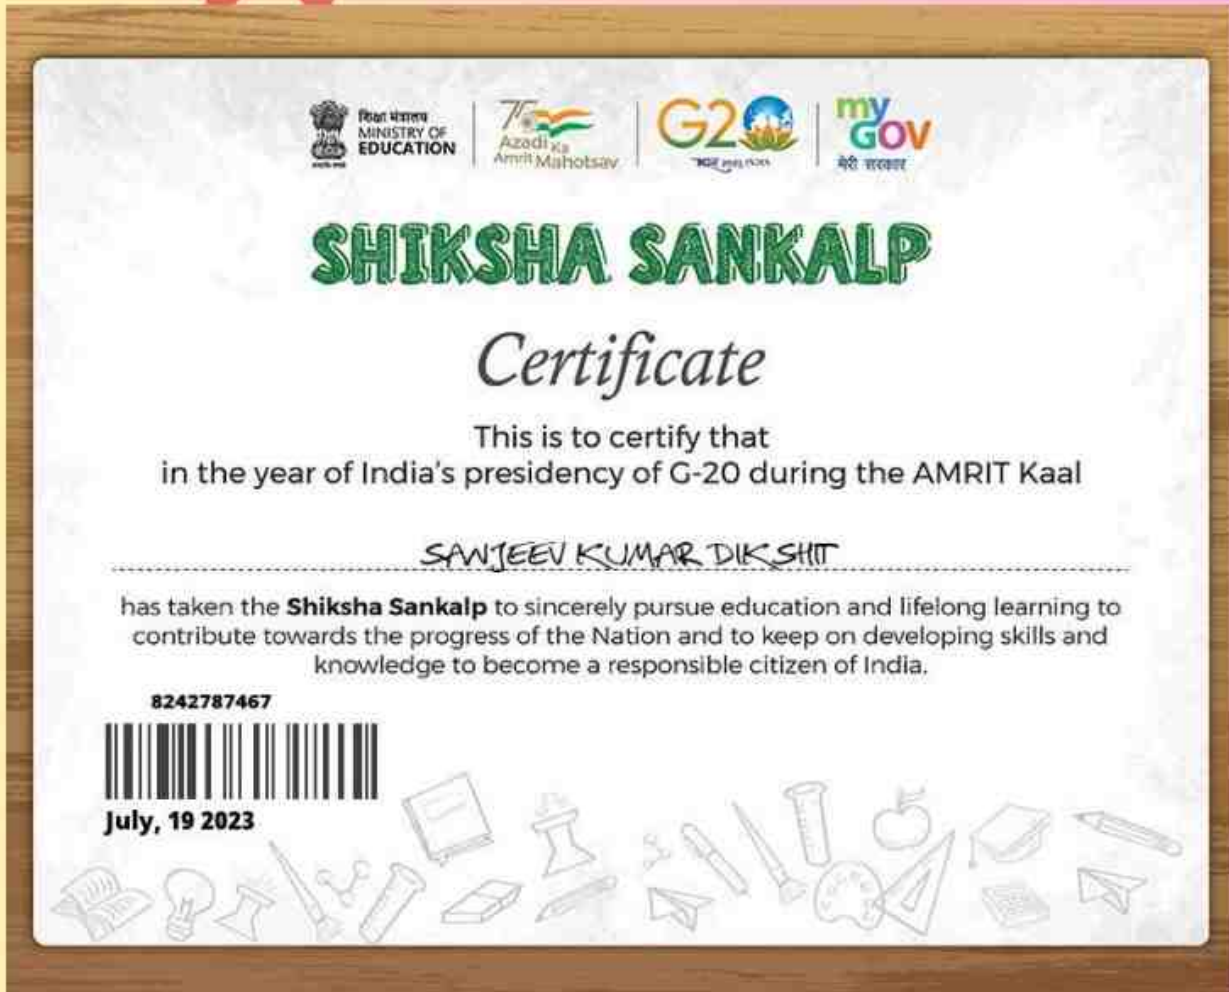 शिक्षा मंत्रालय
MINISTRY OF
EDUCATION
75
Azadi Ka
Amrit Mahotsav
G20
my
GOV
मेरी सरकार
SHIKSHA SANKALP
Certificate
This is to certify that
in the year of India's presidency of G-20 during the AMRIT Kaal
SANJEEV KUMAR DIKSHIT
has taken the Shiksha Sankalp to sincerely pursue education and lifelong learning to
contribute towards the progress of the Nation and to keep on developing skills and
knowledge to become a responsible citizen of India.
8242787467
July, 19 2023